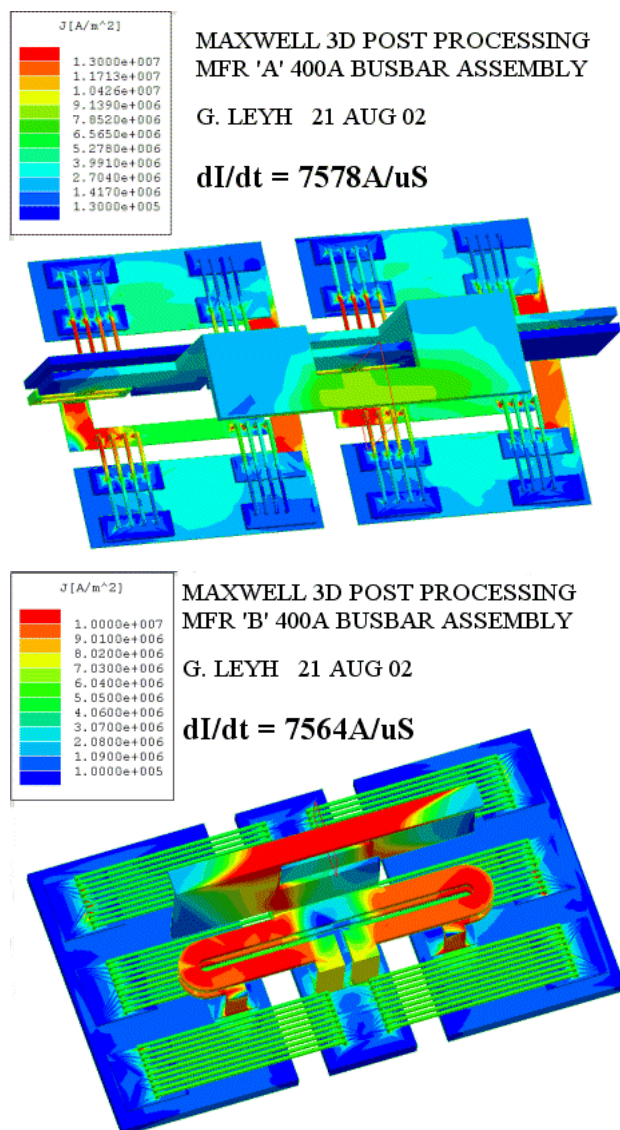 J[A/m^2]
1.3000e+007
1.1713e+007
1.0426e+007
9.1390e+006
7.8520e+006
6.5650e+006
5.2780e+006
3.9910e+006
2.7040e+006
1.4170e+006
1.3000e+005
MAXWELL 3D POST PROCESSING
MFR 'A' 400A BUSBAR ASSEMBLY
G. LEYH 21 AUG 02
dI/dt = 7578A/uS
J[A/m^2]
1.0000e+007
9.0100e+006
8.0200e+006
7.0300e+006
6.0400e+006
5.0500e+006
4.0600e+006
3.0700e+006
2.0800e+006
1.0900e+006
1.0000e+005
MAXWELL 3D POST PROCESSING
MFR 'B' 400A BUSBAR ASSEMBLY
G. LEYH 21 AUG 02
dI/dt = 7564A/uS